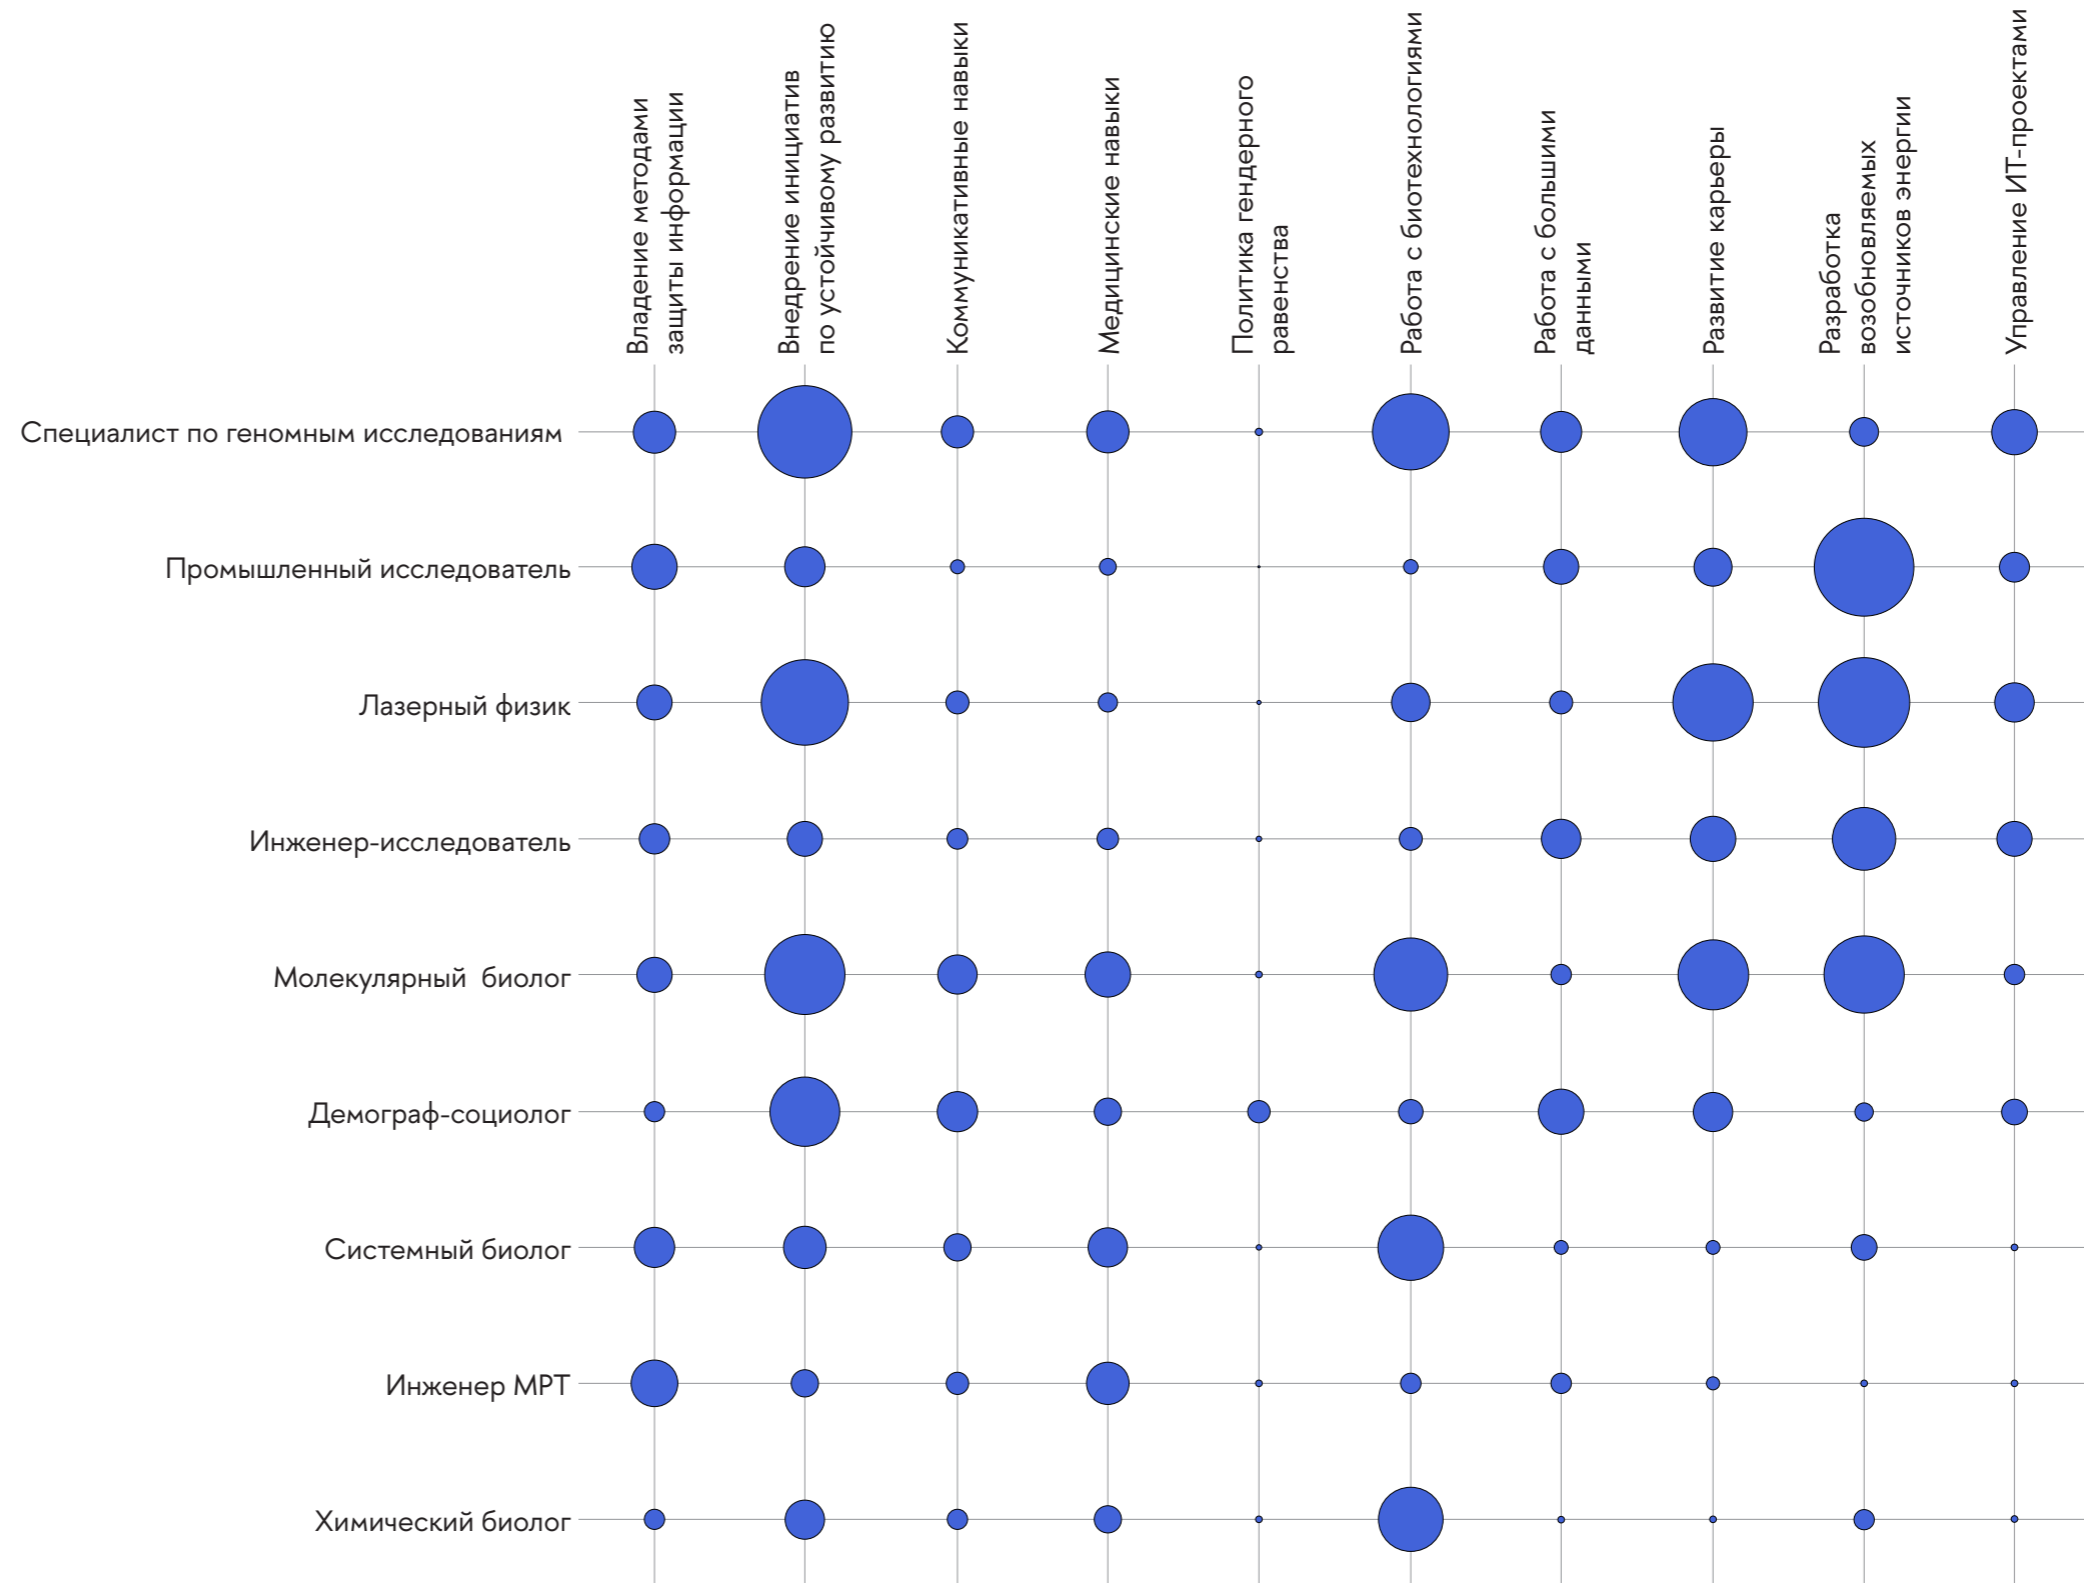 Владение методами
защиты информации
Внедрение инициатив
по устойчивому развитию
Коммуникативные навыки
Медицинские навыки
Политика гендерного
равенства
Работа с биотехнологиями
Работа с большими
данными
Развитие карьеры
Разработка
возобновляемых
источников энергии
Управление ИТ-проектами
Специалист по геномным исследованиям
Промышленный исследователь
Лазерный физик
Инженер-исследователь
Молекулярный биолог
Демограф-социолог
Системный биолог
Инженер МРТ
Химический биолог